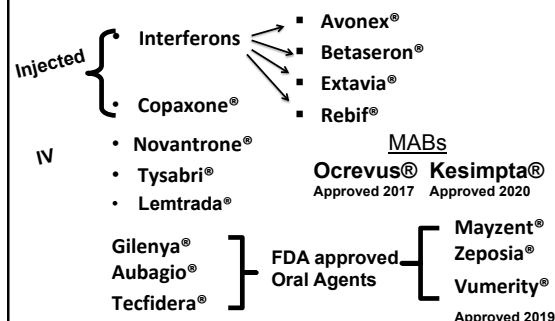 Injected
• Interferons
▪ Avonex®
▪ Betaseron®
▪ Extavia®
▪ Rebif®
• Copaxone®
IV
• Novantrone®
• Tysabri®
• Lemtrada®
MABs
Ocrevus® Kesimpta®
Approved 2017 Approved 2020
Gilenya®
Aubagio®
Tecfidera®
FDA approved
Oral Agents
Mayzent®
Zeposia®
Vumerity®
Approved 2019